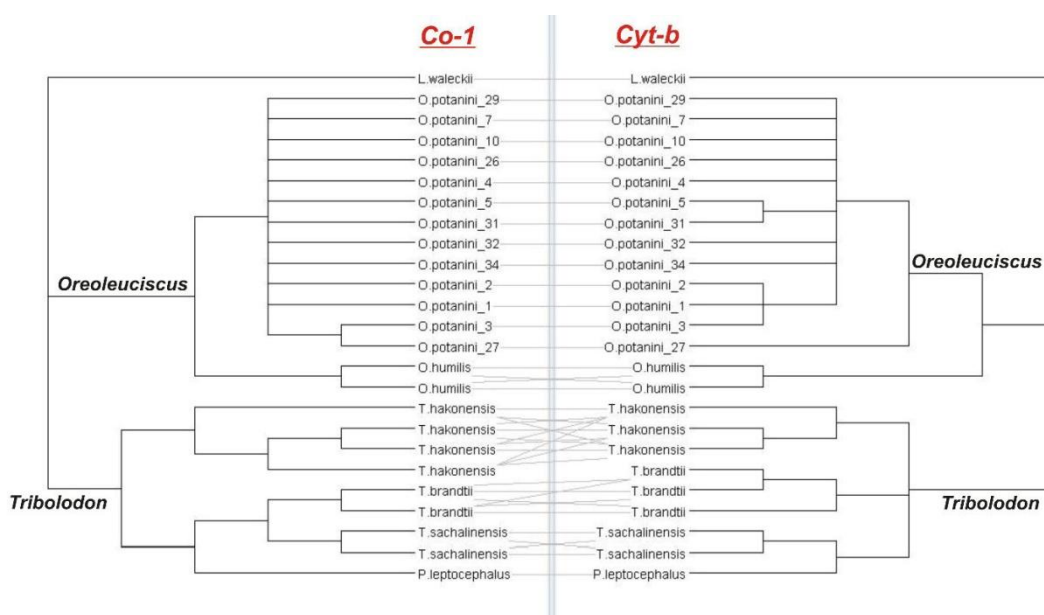 Co-1 Cyt-b
L.waleckii L.waleckii
O.potanini_29 O.potanini_29
O.potanini_7 O.potanini_7
O.potanini_10 O.potanini_10
O.potanini_26 O.potanini_26
O.potanini_4 O.potanini_4
O.potanini_5 O.potanini_5
O.potanini_31 O.potanini_31
O.potanini_32 O.potanini_32
O.potanini_34 O.potanini_34
Oreoleuciscus Oreoleuciscus
O.potanini_2 O.potanini_2
O.potanini_1 O.potanini_1
O.potanini_3 O.potanini_3
O.potanini_27 O.potanini_27
O.humilis O.humilis
O.humilis O.humilis
T.hakonensis T.hakonensis
T.hakonensis T.hakonensis
T.hakonensis T.hakonensis
T.hakonensis T.brandtii
T.brandtii T.brandtii
Tribolodon Tribolodon
T.brandtii T.brandtii
T.sachalinensis T.sachalinensis
T.sachalinensis T.sachalinensis
P.leptocephalus P.leptocephalus